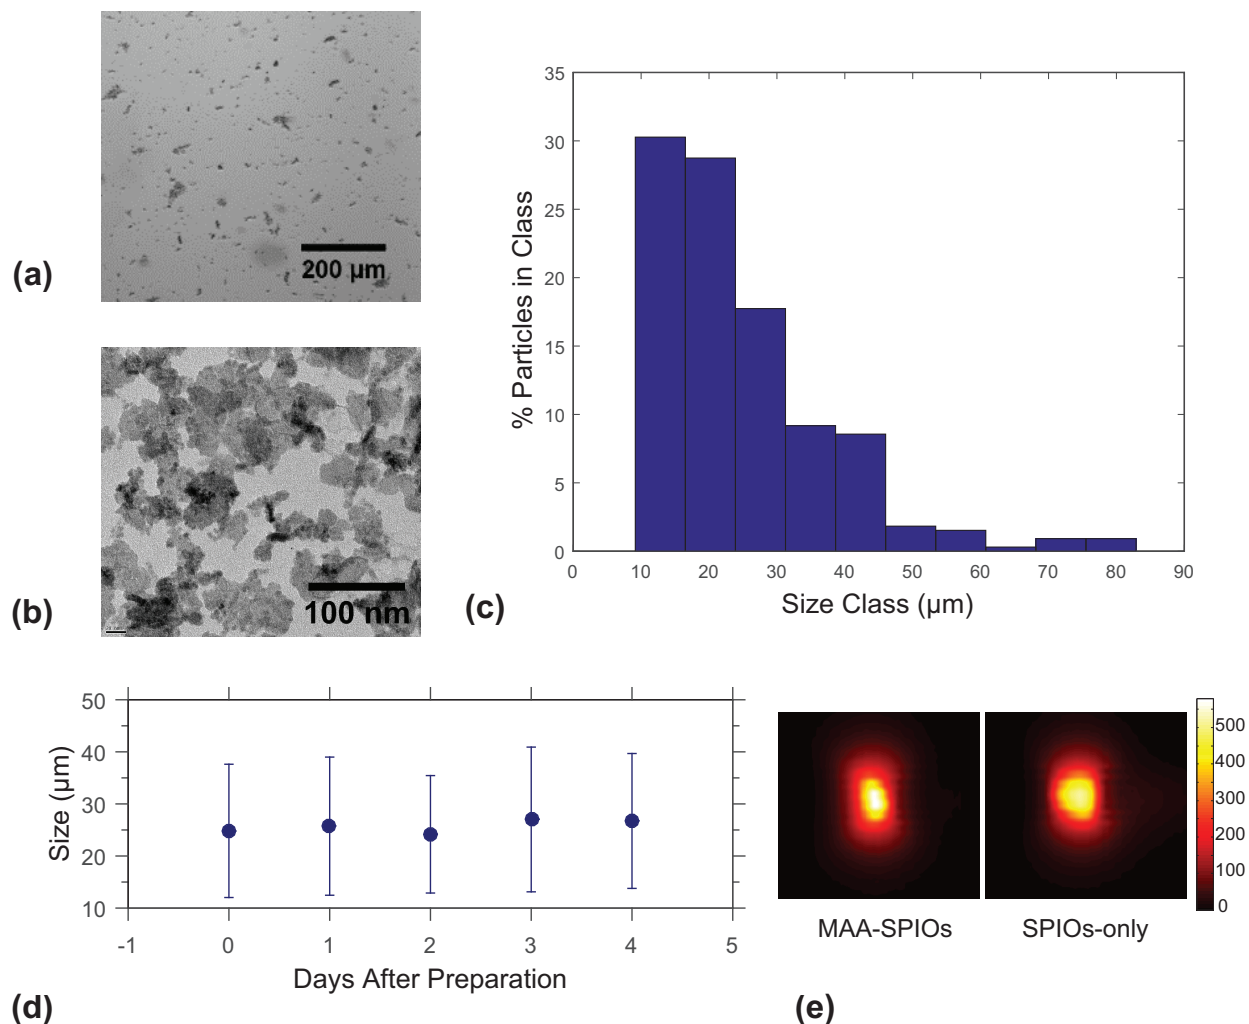 200 µm
(a)
100 nm
(b)
35
30
25
20
15
10
5
0
% Particles in Class
0 10 20 30 40 50 60 70 80 90
Size Class (µm)
(c)
50
40
30
20
10
Size (µm)
-1 0 1 2 3 4 5
Days After Preparation
(d)
500
400
300
200
100
0
MAA-SPIOs
SPIOs-only
(e)